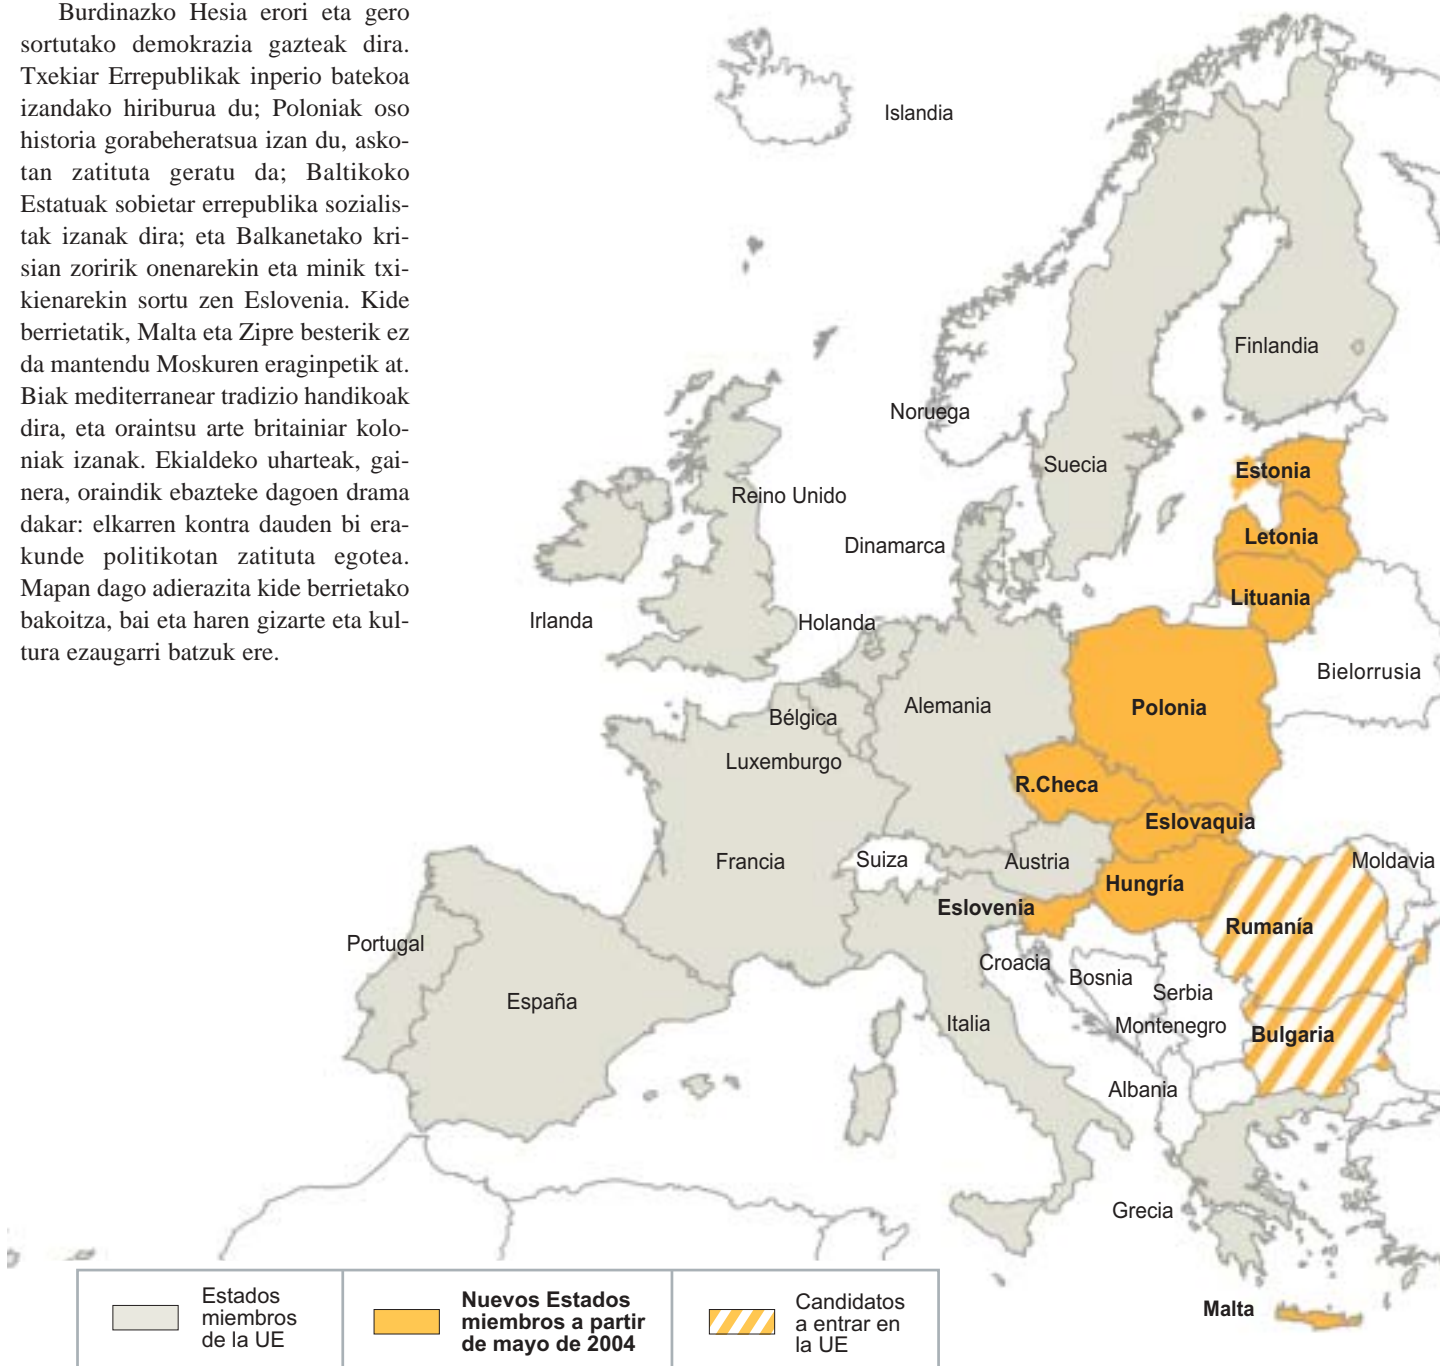 Burdinazko Hesia erori eta gero
sortutako demokrazia gazteak dira.
Txekiar Errepublikak inperio batekoa
izandako hiriburua du; Poloniak oso
historia gorabeheratsua izan du, asko-
tan zatituta geratu da; Baltikoko
Estatuak sobietar errepublika sozialis-
tak izanak dira; eta Balkanetako kri-
sian zoririk onenarekin eta minik txi-
kienarekin sortu zen Eslovenia. Kide
berrietatik, Malta eta Zipre besterik ez
da mantendu Moskuren eraginpetik at.
Biak mediterranear tradizio handikoak
dira, eta oraintsu arte britainiar kolo-
niak izanak. Ekialdeko uharteak, gai-
nera, oraindik ebazteke dagoen drama
dakar: elkarren kontra dauden bi era-
kunde politikotan zatituta egotea.
Mapan dago adierazita kide berrietako
bakoitza, bai eta haren gizarte eta kul-
tura ezaugarri batzuk ere.
Islandia
Finlandia
Noruega
Suecia
Estonia
Reino Unido
Letonia
Dinamarca
Lituania
Irlanda
Holanda
Bielorrusia
Alemania
Polonia
Bélgica
Luxemburgo
R.Checa
Eslovaquia
Francia
Suiza
Austria
Moldavia
Hungría
Eslovenia
Rumanía
Portugal
Croacia
Bosnia
Serbia
España
Italia
Montenegro
Bulgaria
Albania
Grecia
Malta
Estados
miembros
de la UE
Nuevos Estados
miembros a partir
de mayo de 2004
Candidatos
a entrar en
la UE